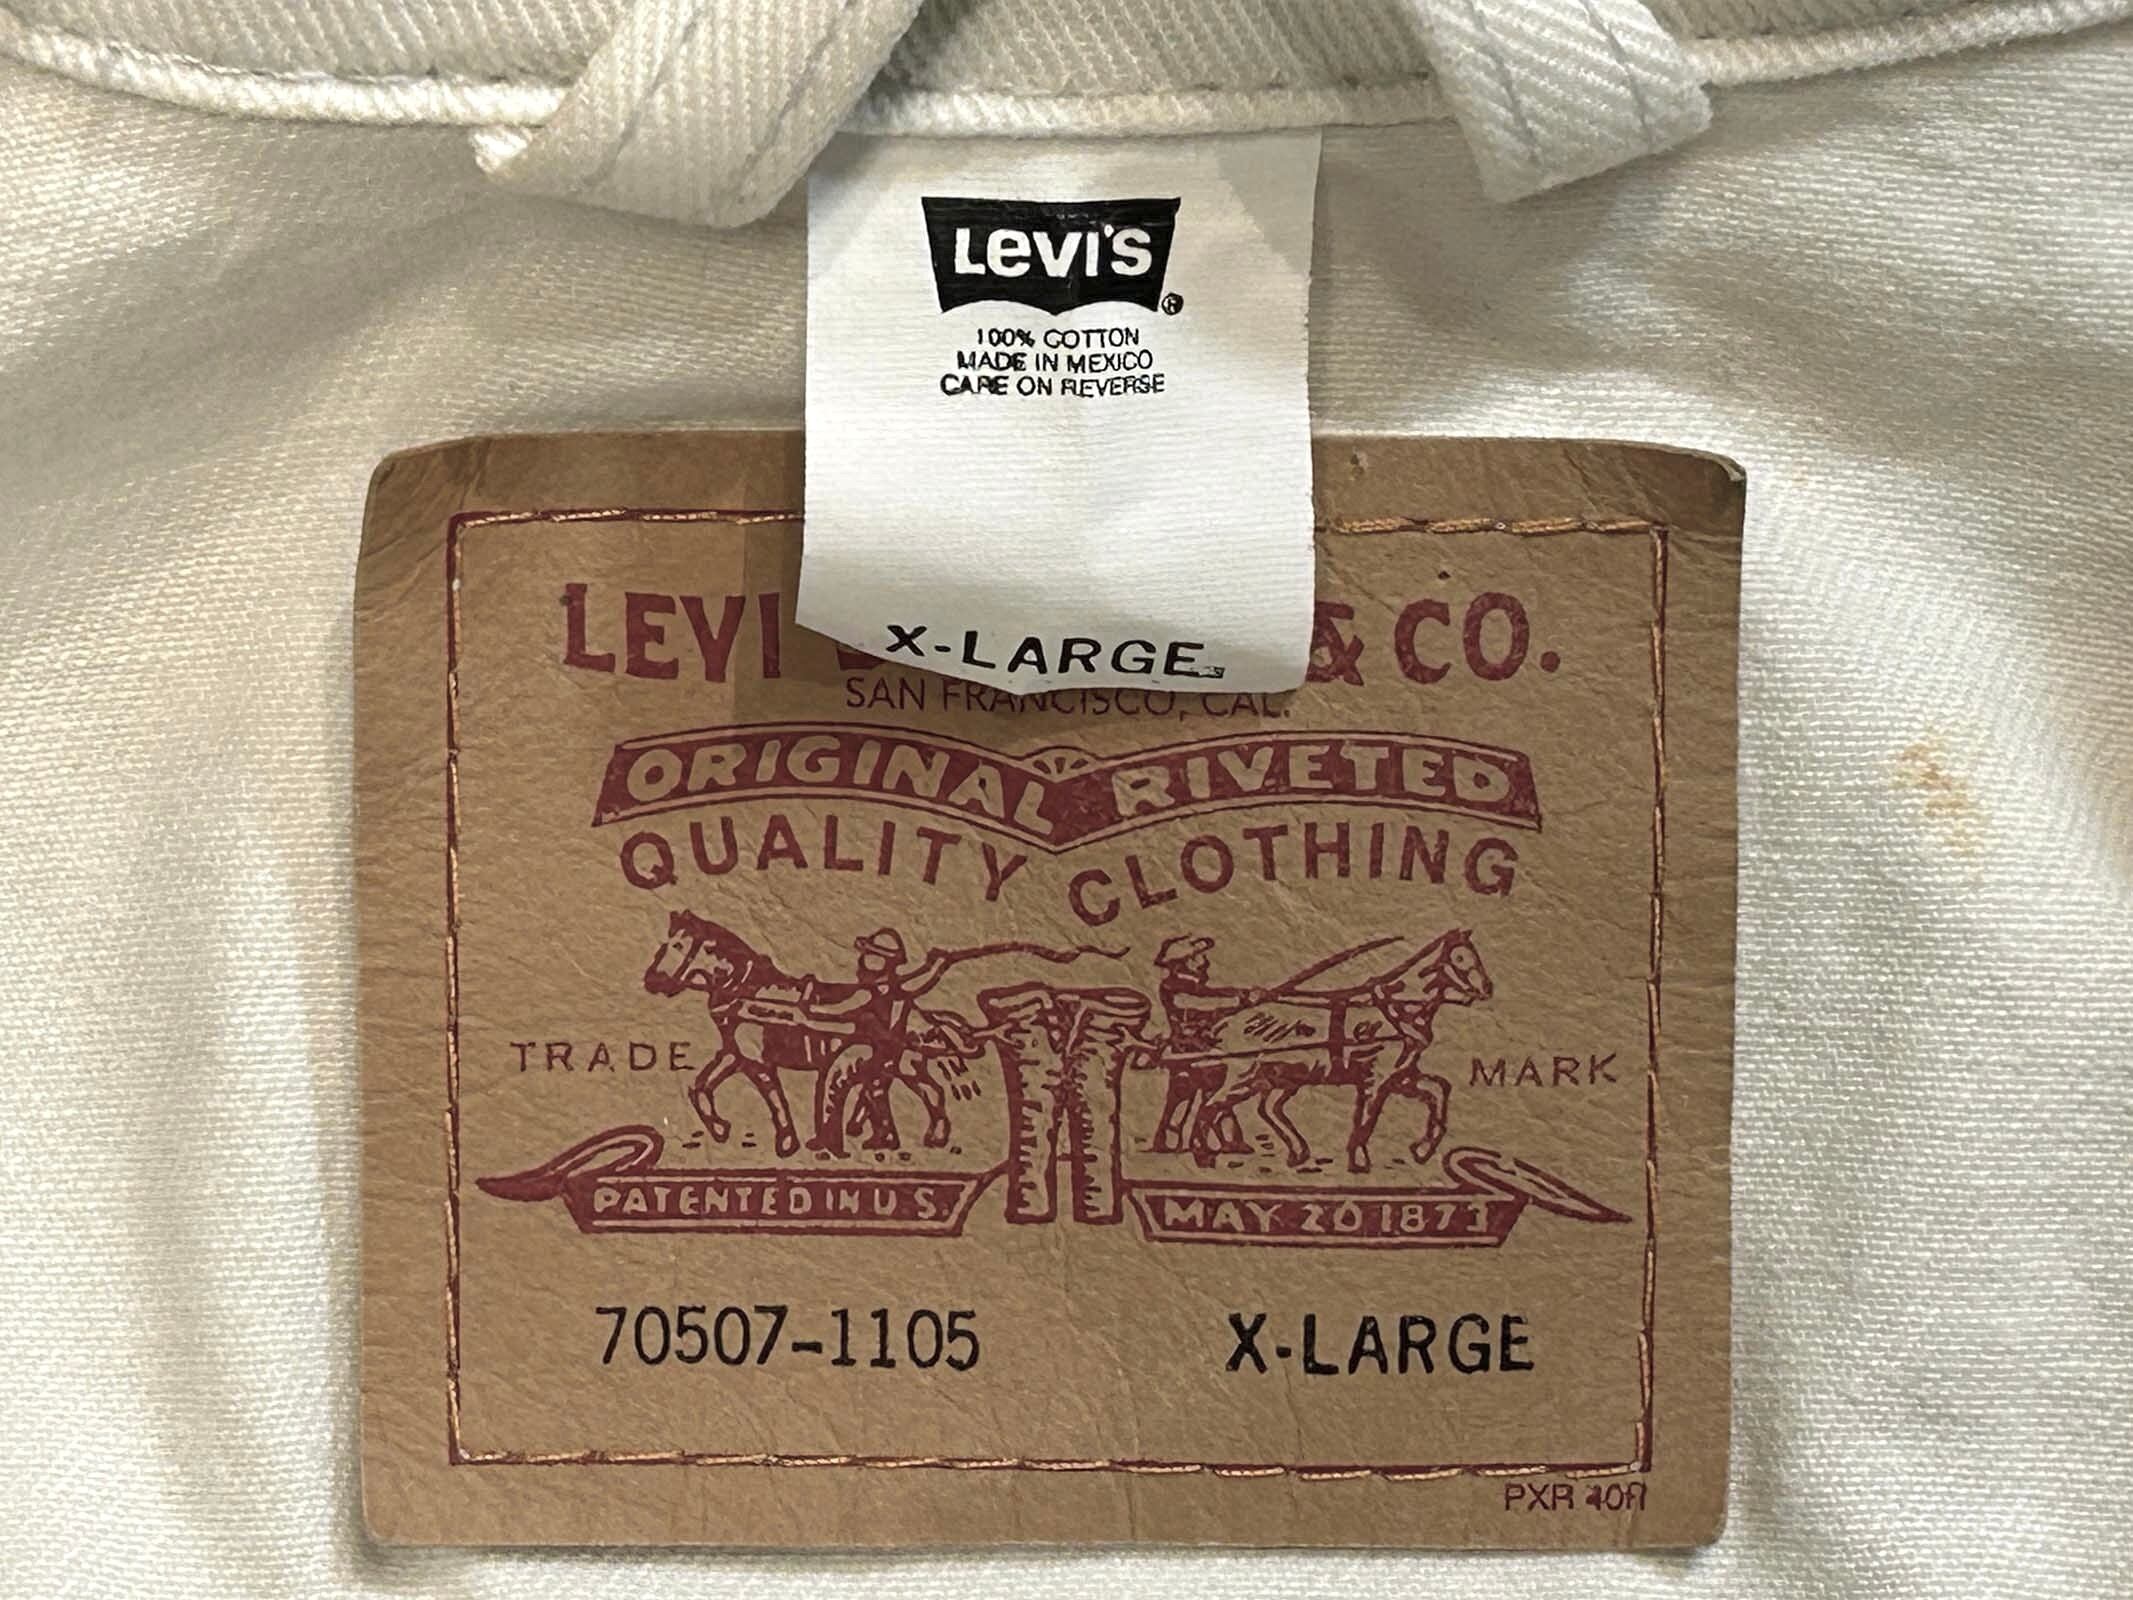 LEVI'S ®
100% COTTON
MADE IN MEXICO
CARE ON REVERSE
X-LARGE
LEVI & CO.
SAN FRANCISCO, CAL.
ORIGINAL RIVETED
QUALITY CLOTHING
TRADE MARK
PATENTED IN U.S. MAY 20 1873
70507-1105 X-LARGE
PXR